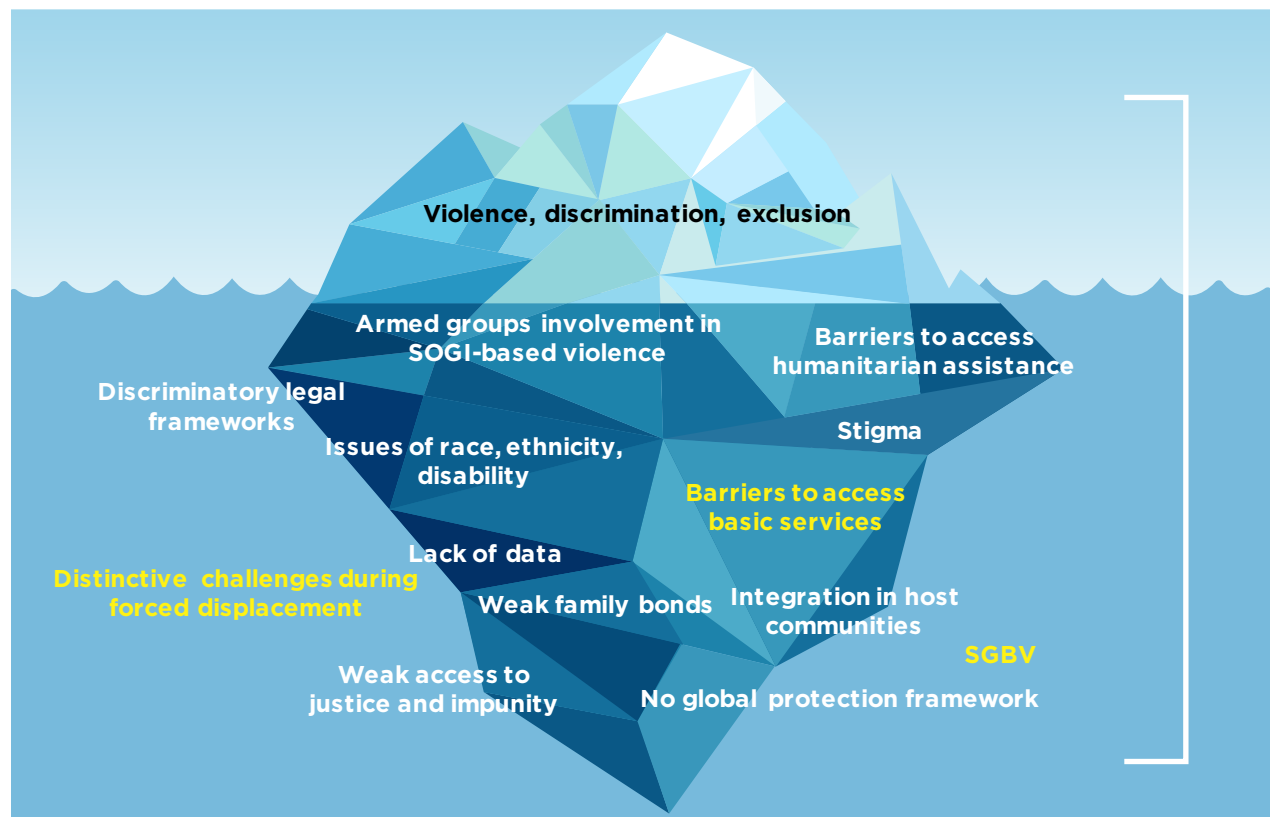 Violence, discrimination, exclusion
Armed groups involvement in
SOGI-based violence
Barriers to access
humanitarian assistance
Discriminatory legal
frameworks
Stigma
Issues of race, ethnicity,
disability
Barriers to access
basic services
Lack of data
Distinctive challenges during
forced displacement
Weak family bonds
Integration in host
communities
SGBV
Weak access to
justice and impunity
No global protection framework